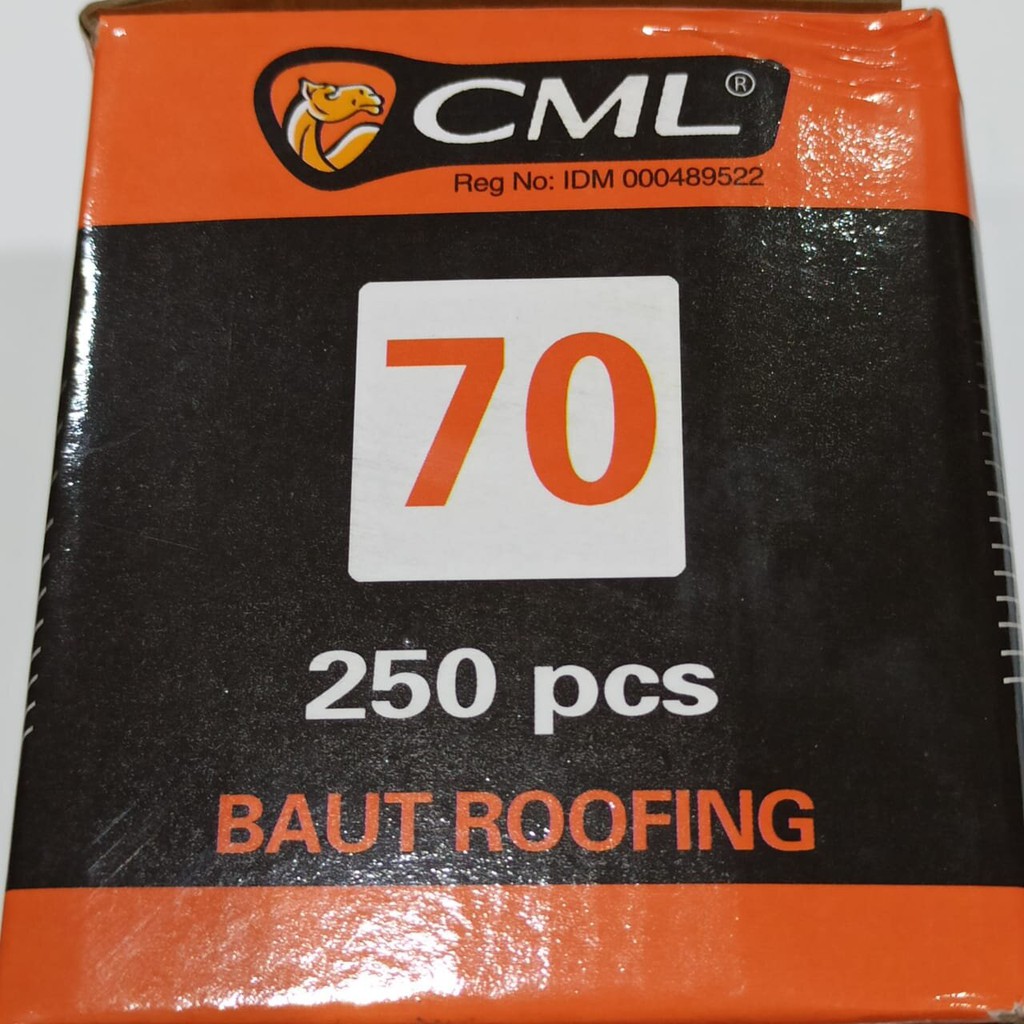 CML®
Reg No: IDM 000489522
70
250 pcs
BAUT ROOFING